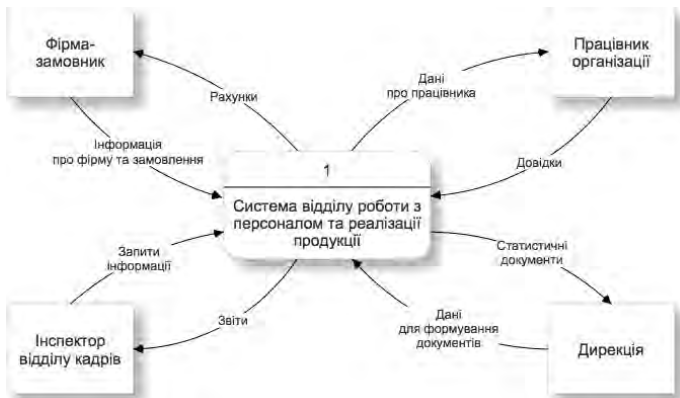 Фірма-
замовник
Працівник
організації
Рахунки
Дані
про працівника
Інформація
про фірму та замовлення
Довідки
1
Система відділу роботи з
персоналом та реалізації
продукції
Запити
інформації
Статистичні
документи
Звіти
Дані
для формування
документів
Інспектор
відділу кадрів
Дирекція